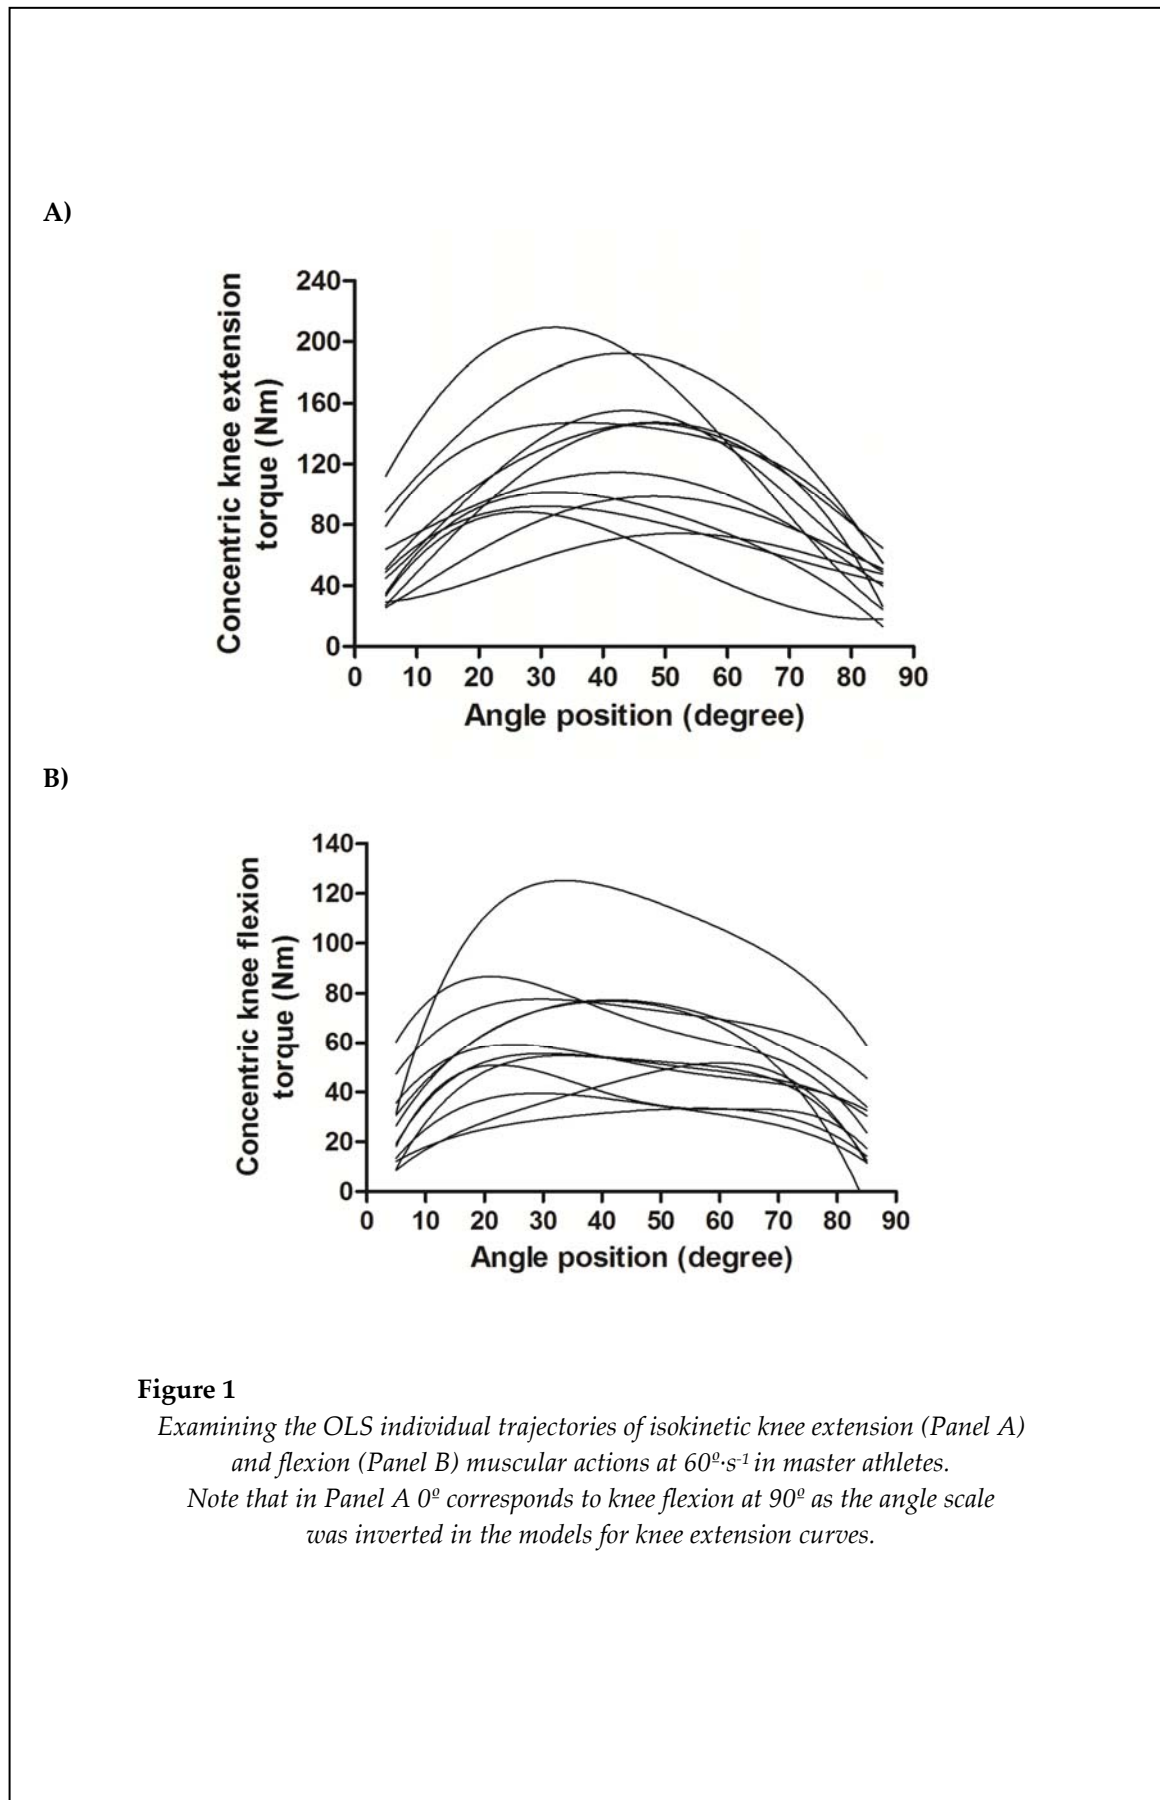 A)
Concentric knee extension
torque (Nm)
240
200
160
120
80
40
0
0 10 20 30 40 50 60 70 80 90
Angle position (degree)
B)
Concentric knee flexion
torque (Nm)
140
120
100
80
60
40
20
0
0 10 20 30 40 50 60 70 80 90
Angle position (degree)
Figure 1
Examining the OLS individual trajectories of isokinetic knee extension (Panel A)
and flexion (Panel B) muscular actions at 60º·s-1 in master athletes.
Note that in Panel A 0º corresponds to knee flexion at 90º as the angle scale
was inverted in the models for knee extension curves.